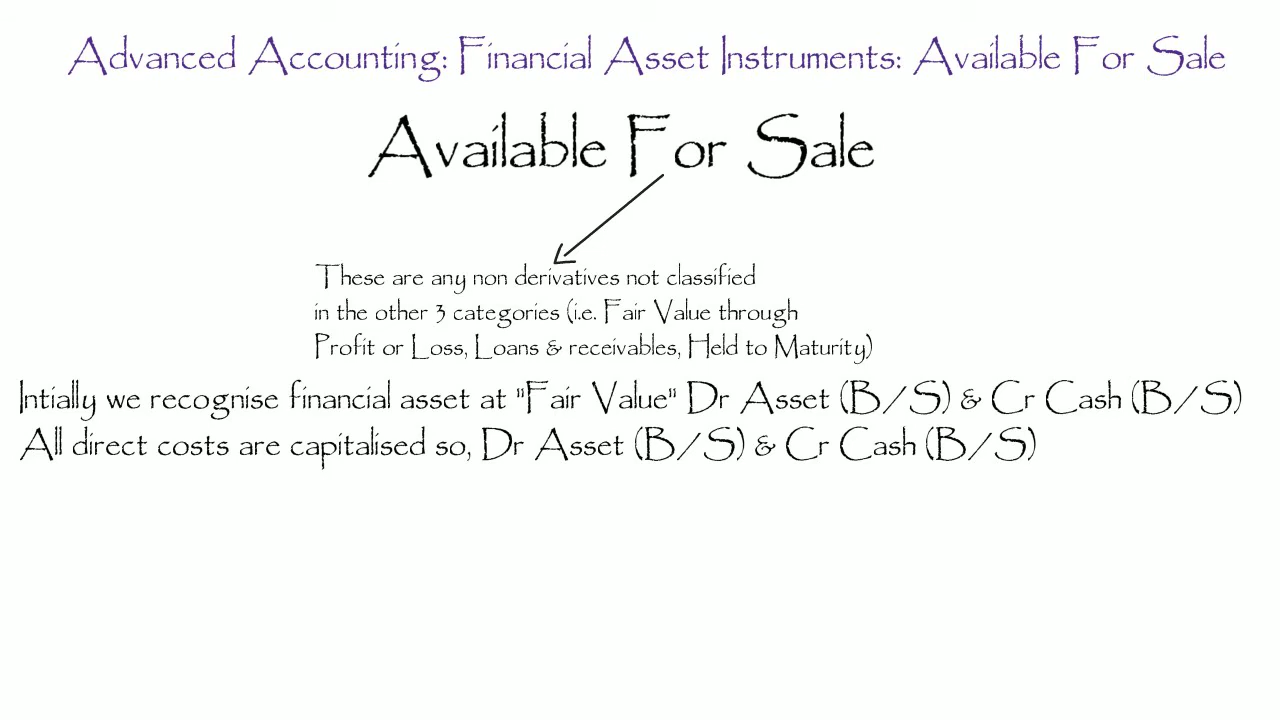 Advanced Accounting: Financial Asset Instruments: Available For Sale
Available For Sale
These are any non derivatives not classified
in the other 3 categories (i.e. Fair Value through
Profit or Loss, Loans & receivables, Held to Maturity)
Intially we recognise financial asset at "Fair Value" Dr Asset (B/S) & Cr Cash (B/S)
All direct costs are capitalised so, Dr Asset (B/S) & Cr Cash (B/S)